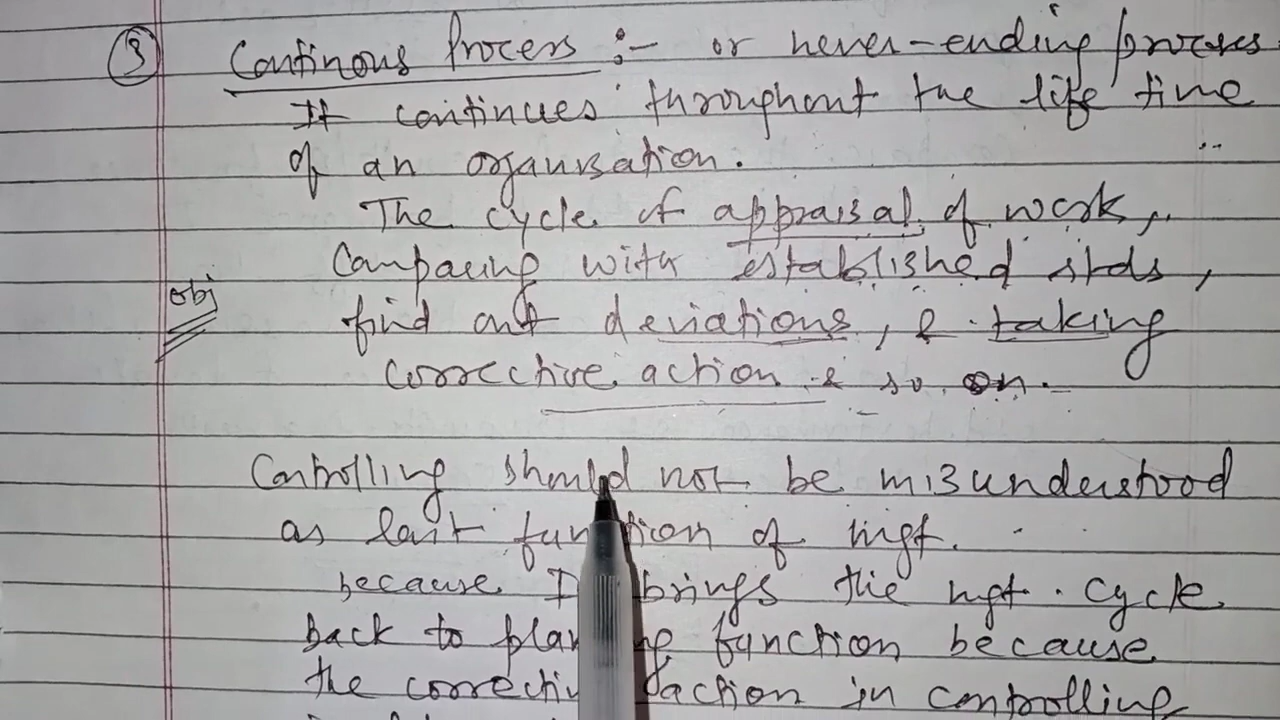 ③ Continous Process :- or never-ending process
It continues throughout the life time
of an organisation.
The cycle of appraisal of work,
Comparing with established stds,
obj
find out deviations, & taking
corrective action & so on.
Controlling should not be misunderstood
as last function of mgt.
because It brings the mgt. cycle
back to planning function because
the corrective action in controlling